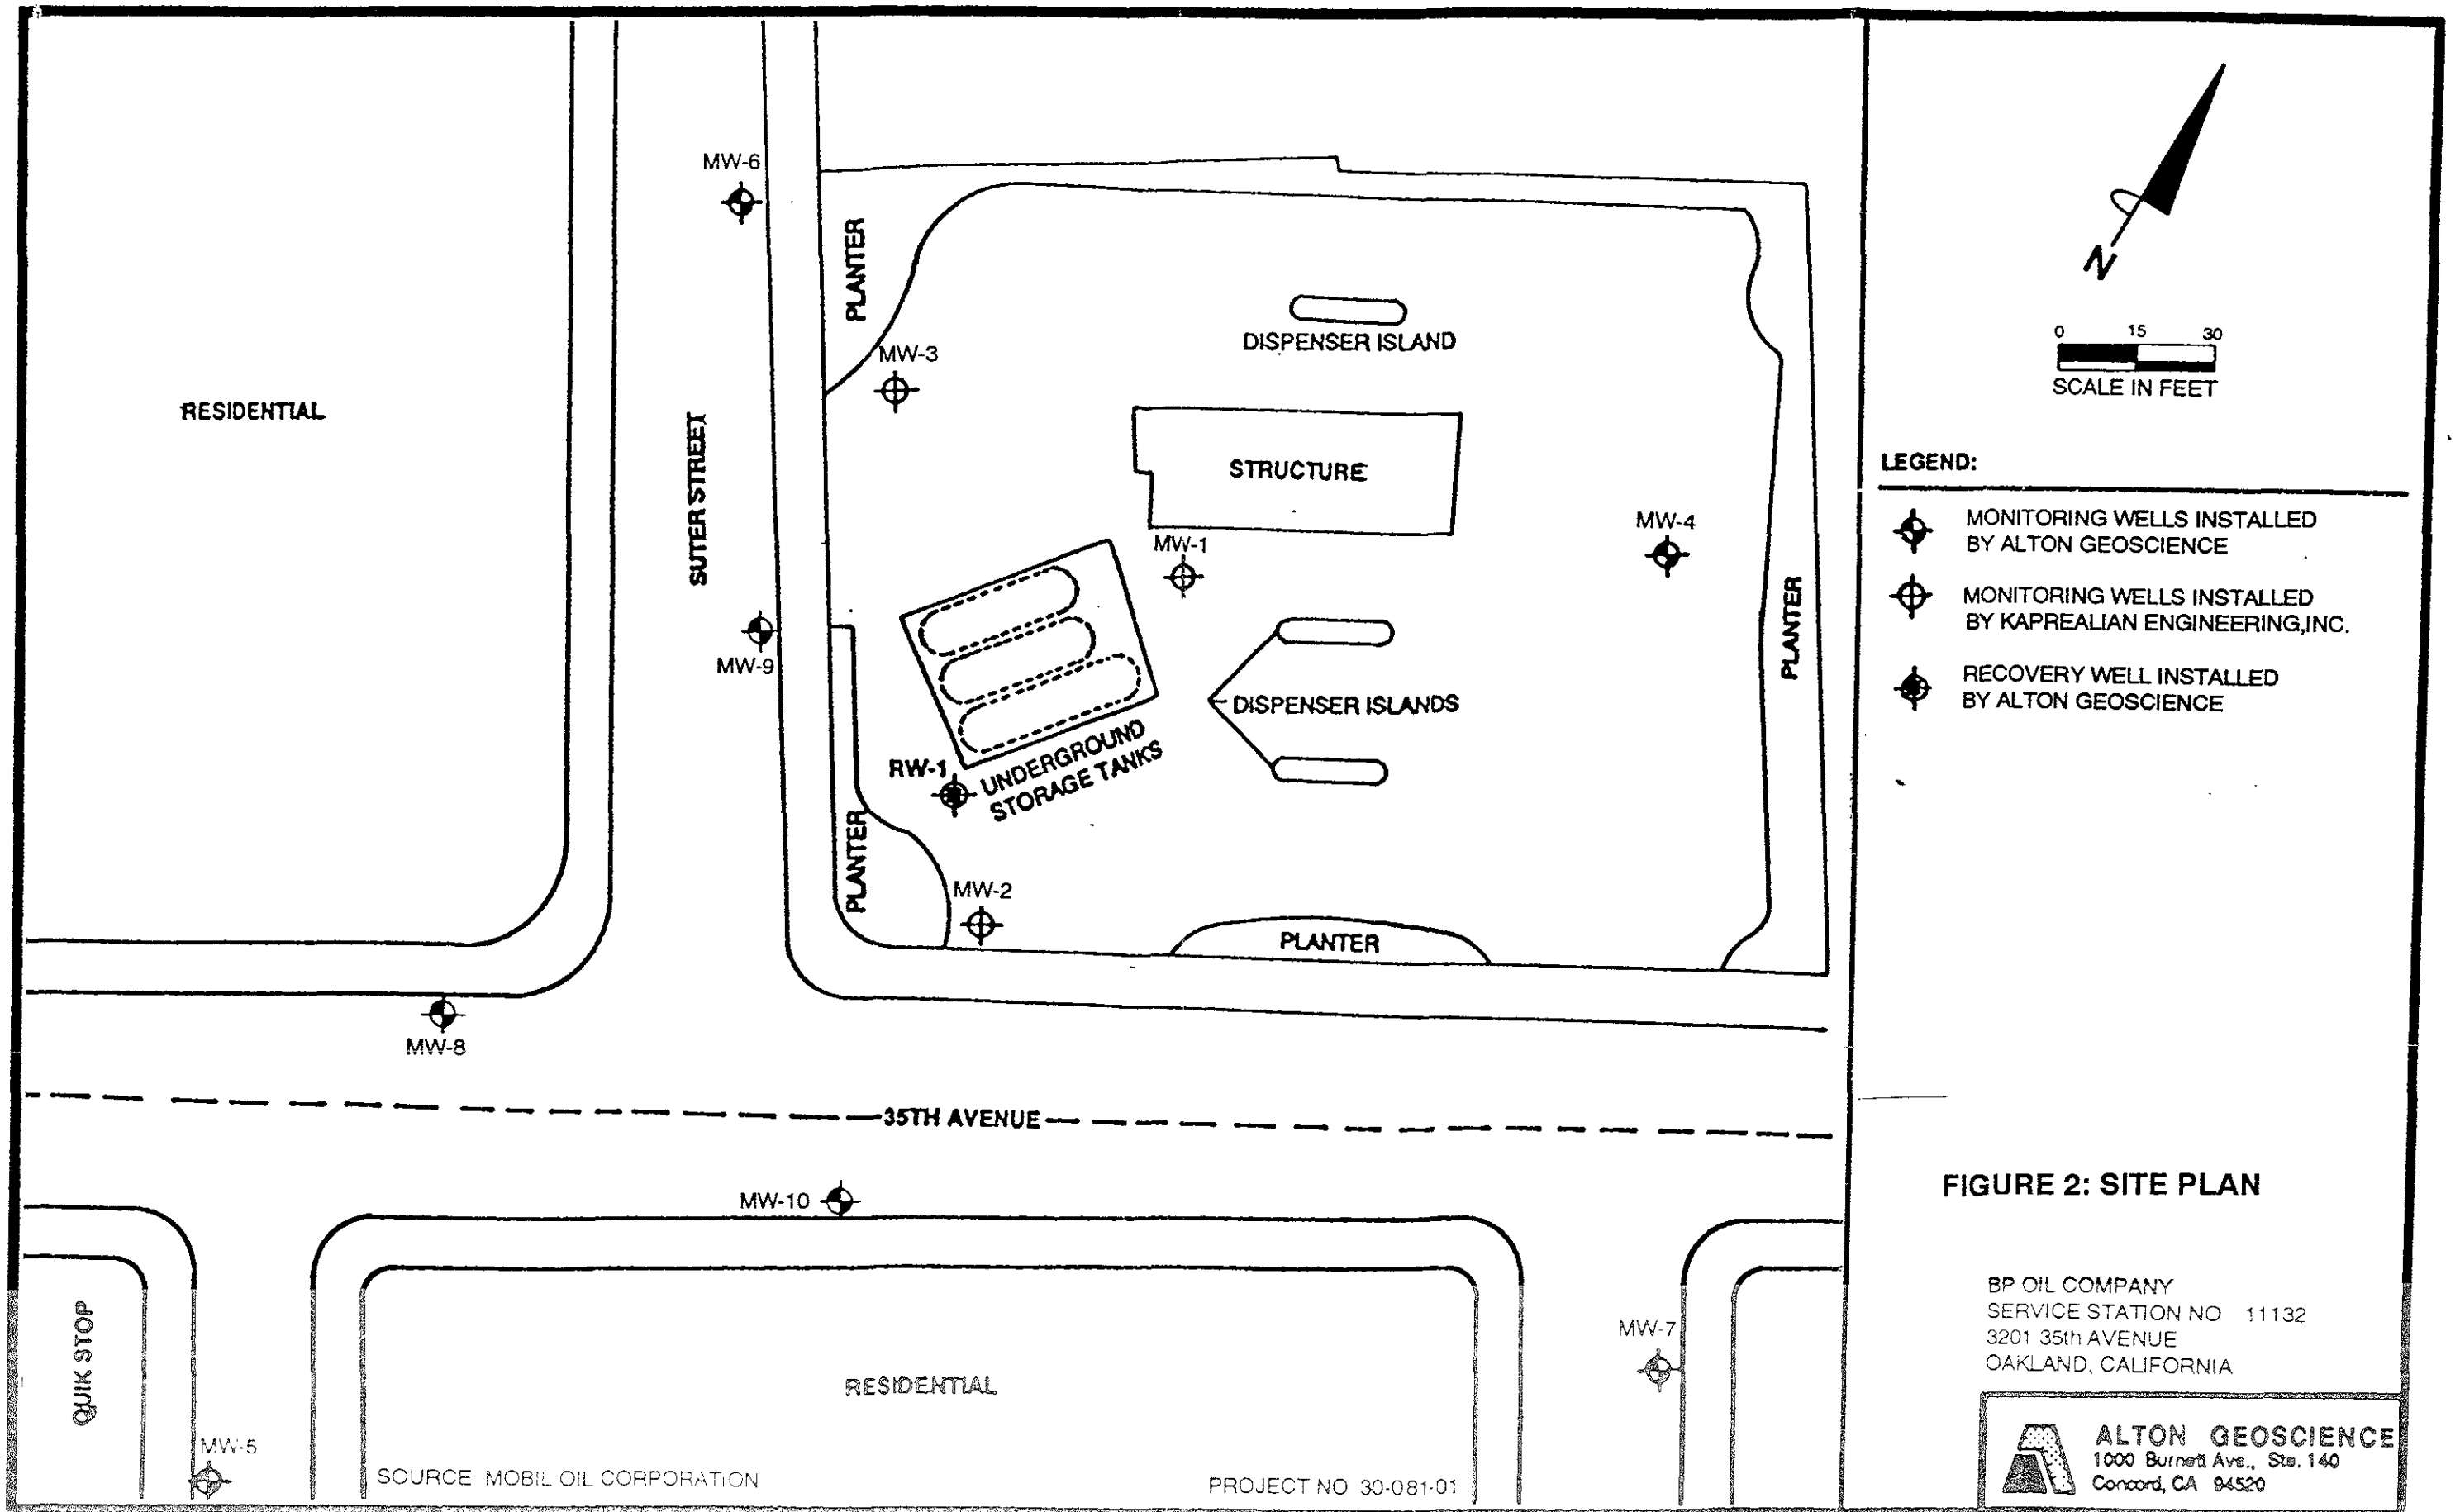 MW-6
PLANTER
MW-3
DISPENSER ISLAND
RESIDENTIAL
SUTER STREET
STRUCTURE
MW-1
MW-4
PLANTER
MW-9
DISPENSER ISLANDS
UNDERGROUND
STORAGE TANKS
RW-1
PLANTER
MW-2
PLANTER
MW-8
35TH AVENUE
MW-10
QUIK STOP
MW-5
RESIDENTIAL
MW-7
SOURCE MOBIL OIL CORPORATION
PROJECT NO 30-081-01
N
0 15 30
SCALE IN FEET
LEGEND:
MONITORING WELLS INSTALLED
BY ALTON GEOSCIENCE
MONITORING WELLS INSTALLED
BY KAPREALIAN ENGINEERING,INC.
RECOVERY WELL INSTALLED
BY ALTON GEOSCIENCE
FIGURE 2: SITE PLAN
BP OIL COMPANY
SERVICE STATION NO 11132
3201 35th AVENUE
OAKLAND, CALIFORNIA
ALTON GEOSCIENCE
1000 Burnett Ave., Ste. 140
Concord, CA 94520